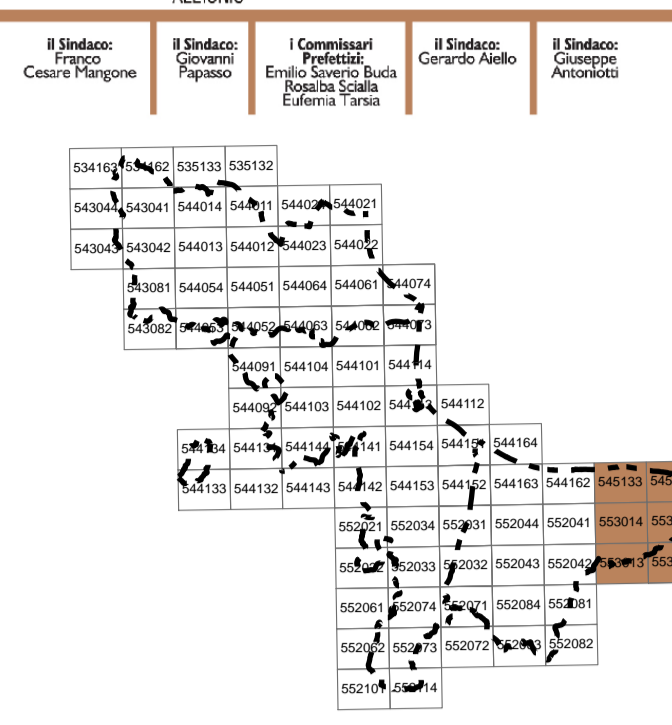 il Sindaco:
Franco
Cesare Mangone
il Sindaco:
Giovanni
Papasso
i Commissari
Prefettizi:
Emilio Saverio Buda
Rosalba Scialla
Eufemia Tarsia
il Sindaco:
Gerardo Aiello
il Sindaco:
Giuseppe
Antoniotti
534163 534162 535133 535132
543044 543041 544014 544011 544021
543043 543042 544013 544012 544023 544022
543081 544054 544051 544064 544061 544074
543082 544053 544052 544063 544062 544073
544091 544104 544101 544114
544092 544103 544102 544112
544134 544144 544141 544154 544164
544133 544132 544143 544142 544153 544152 544163 544162 545133
552021 552034 552031 552044 552041 553014
552033 552032 552043 552042 553013
552061 552074 552071 552084 552081
552062 552073 552072 552083 552082
552101 552114